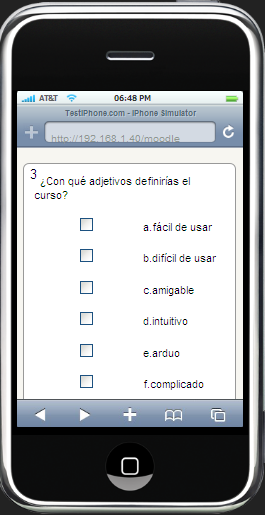 AT&T 06:48 PM
TestiPhone.com - iPhone Simulator
http://192.168.1.40/moodle
3 ¿Con qué adjetivos definirías el
curso?
a.fácil de usar
b.difícil de usar
c.amigable
d.intuitivo
e.arduo
f.complicado